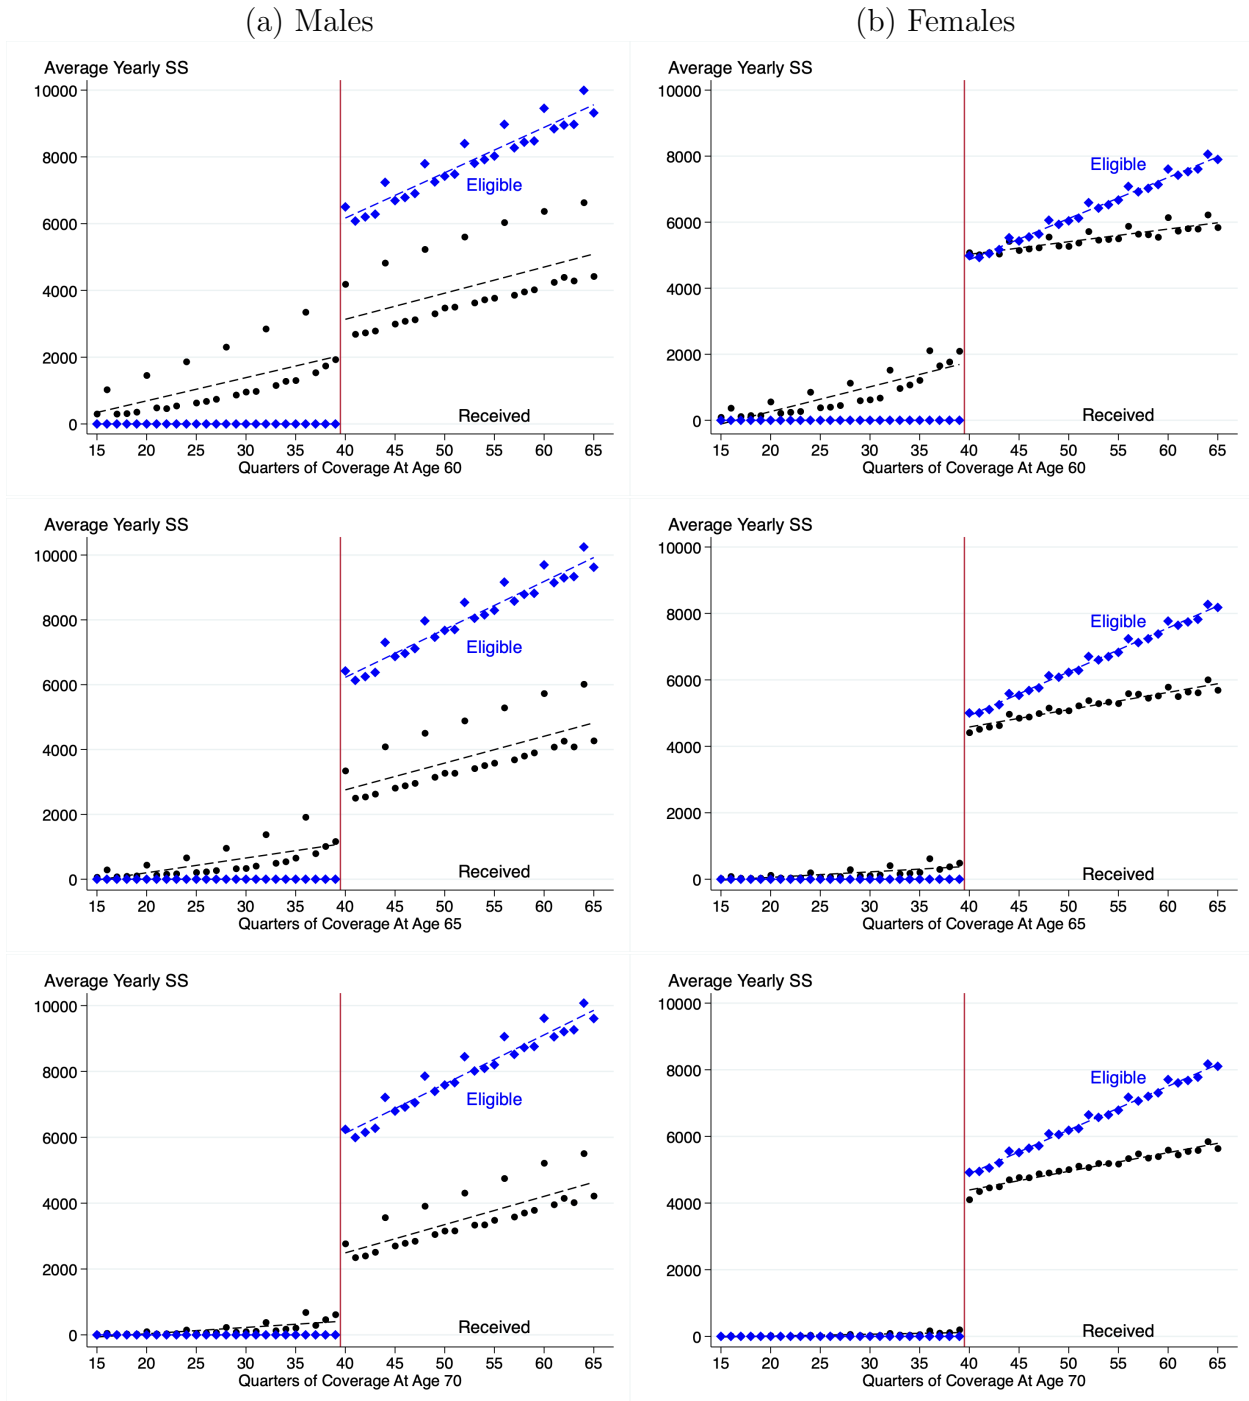 (a) Males
(b) Females
Average Yearly SS
10000
8000
6000
4000
2000
0
Eligible
Received
15 20 25 30 35 40 45 50 55 60 65
Quarters of Coverage At Age 60
Average Yearly SS
10000
8000
6000
4000
2000
0
Eligible
Received
15 20 25 30 35 40 45 50 55 60 65
Quarters of Coverage At Age 60
Average Yearly SS
10000
8000
6000
4000
2000
0
Eligible
Received
15 20 25 30 35 40 45 50 55 60 65
Quarters of Coverage At Age 65
Average Yearly SS
10000
8000
6000
4000
2000
0
Eligible
Received
15 20 25 30 35 40 45 50 55 60 65
Quarters of Coverage At Age 65
Average Yearly SS
10000
8000
6000
4000
2000
0
Eligible
Received
15 20 25 30 35 40 45 50 55 60 65
Quarters of Coverage At Age 70
Average Yearly SS
10000
8000
6000
4000
2000
0
Eligible
Received
15 20 25 30 35 40 45 50 55 60 65
Quarters of Coverage At Age 70